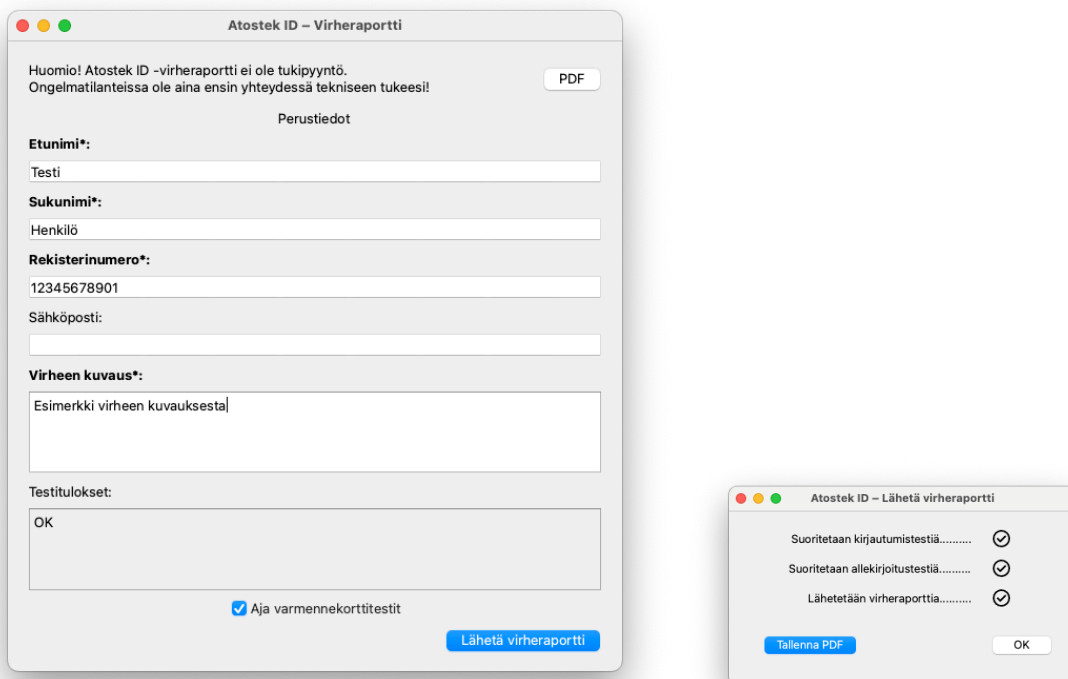 Atostek ID – Virheraportti
Huomio! Atostek ID -virheraportti ei ole tukipyyntö.
Ongelmatilanteissa ole aina ensin yhteydessä tekniseen tukeesi!
PDF
Perustiedot
Etunimi*:
Testi
Sukunimi*:
Henkilö
Rekisterinumero*:
12345678901
Sähköposti:
Virheen kuvaus*:
Esimerkki virheen kuvauksesta
Testitulokset:
OK
Aja varmennekorttitestit
Lähetä virheraportti
Atostek ID – Lähetä virheraportti
Suoritetaan kirjautumistestiä..........
Suoritetaan allekirjoitustestiä..........
Lähetetään virheraporttia..........
Tallenna PDF
OK